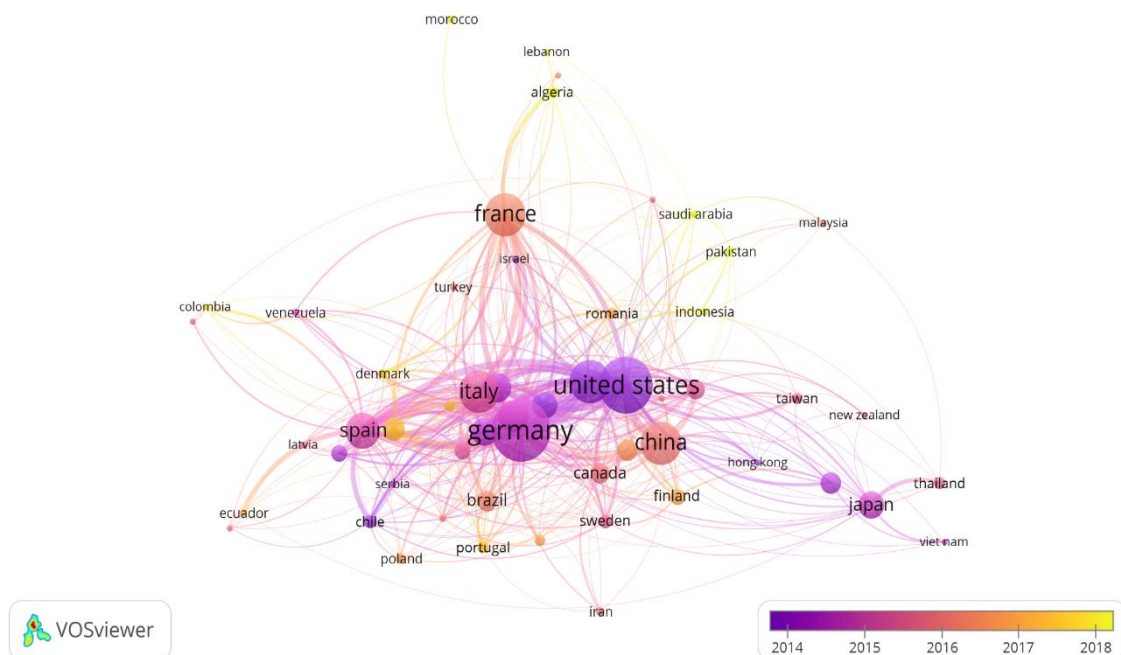 morocco
lebanon
algeria
france
saudi arabia
malaysia
israel
pakistan
turkey
colombia
venezuela
romania
indonesia
denmark
italy
united states
taiwan
new zealand
spain
germany
china
latvia
hong kong
canada
serbia
thailand
brazil
finland
japan
ecuador
chile
sweden
portugal
viet nam
poland
iran
VOSviewer
2014 2015 2016 2017 2018